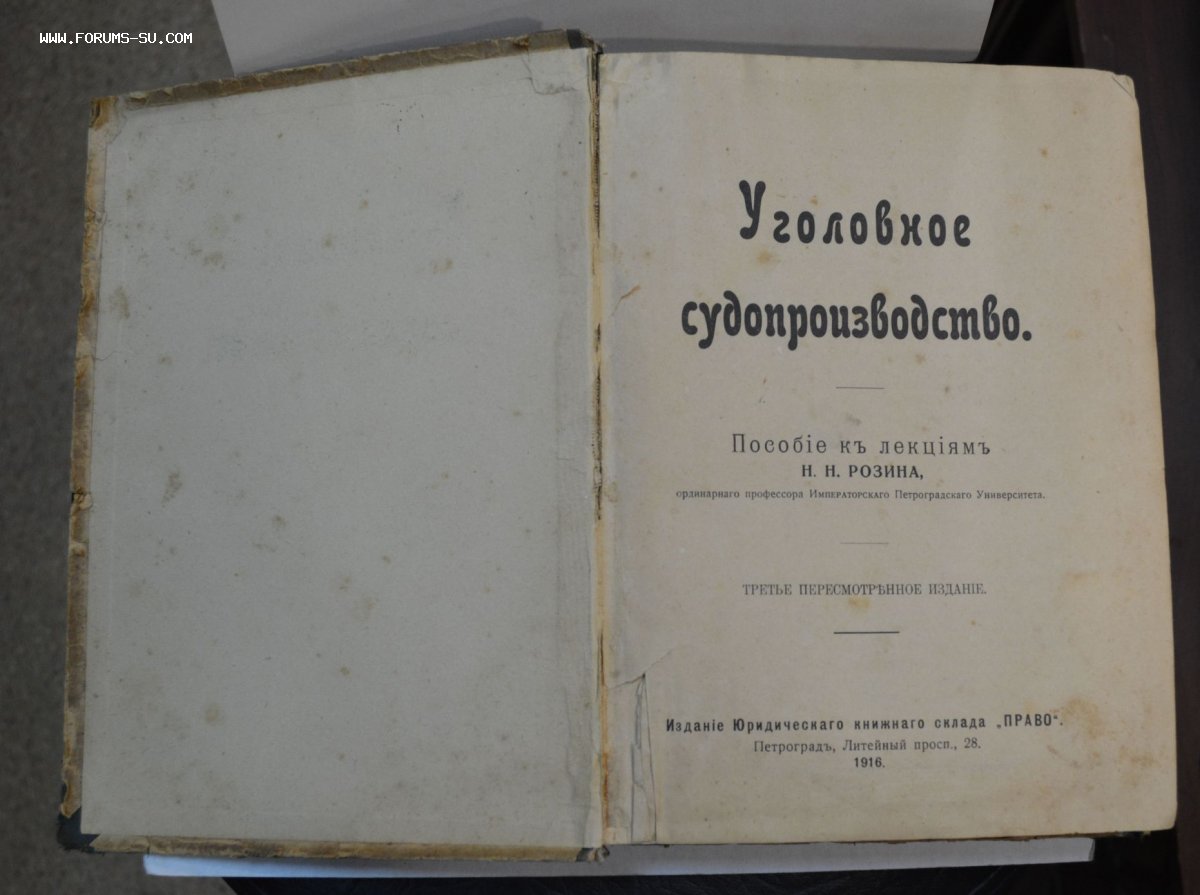 WWW.FORUMS-SU.COM
Уголовное
судопроизводство.
Пособіе къ лекціямъ
Н. Н. РОЗИНА,
ординарнаго профессора Императорскаго Петроградскаго Университета.
ТРЕТЬЕ ПЕРЕСМОТРѢННОЕ ИЗДАНІЕ.
Изданіе Юридическаго книжнаго склада „ПРАВО“.
Петроградъ, Литейный просп., 28.
1916.